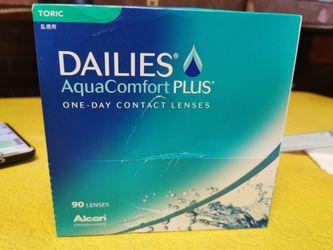 TORIC
乱視用
DAILIES®
AquaComfort PLUS®
ONE-DAY CONTACT LENSES
90 LENSES
Alcon